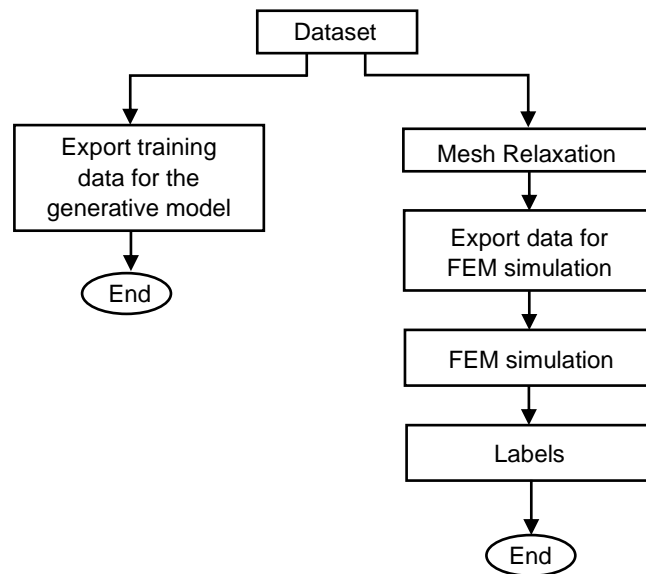 Dataset
Export training
data for the
generative model
End
Mesh Relaxation
Export data for
FEM simulation
FEM simulation
Labels
End